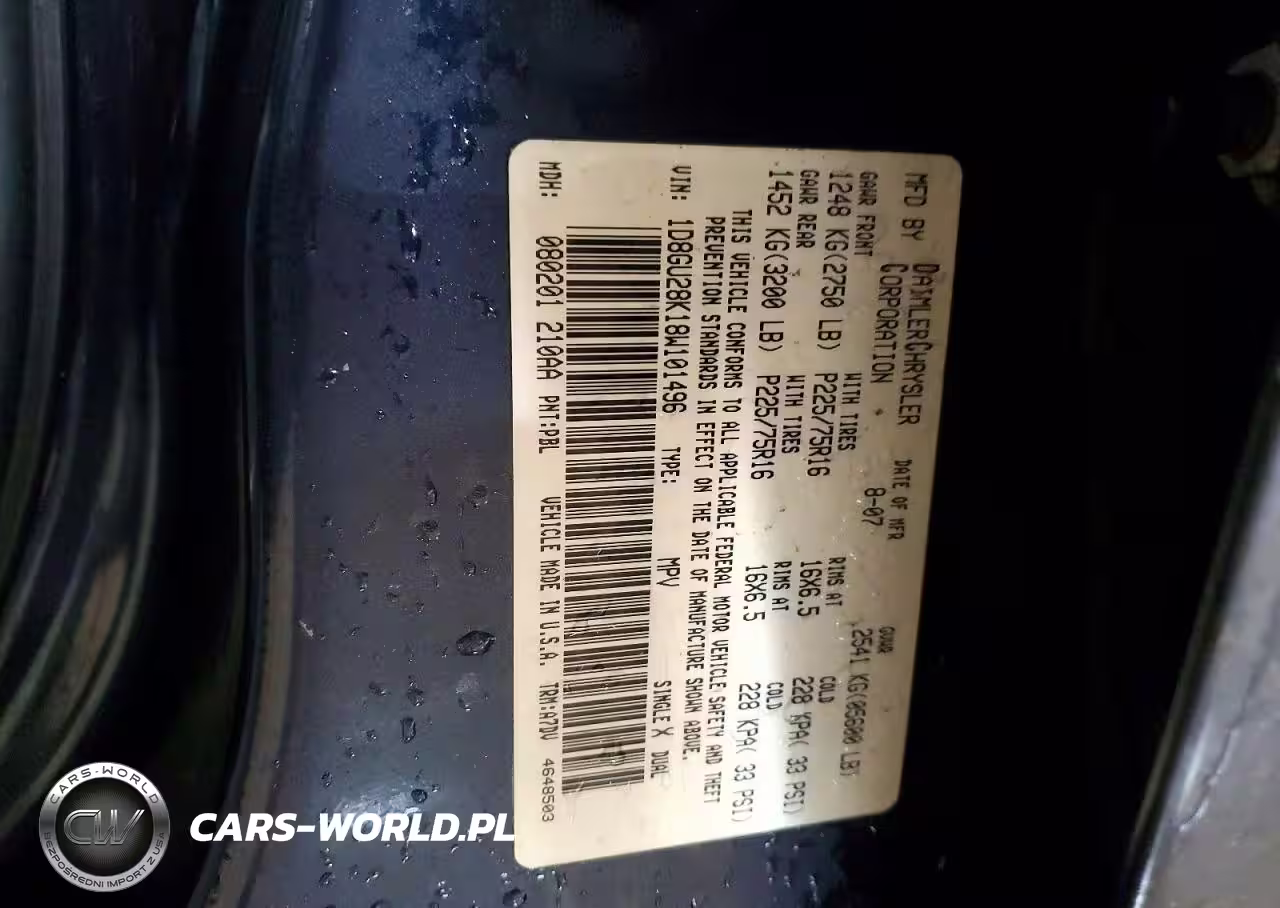 MFD BY DAIMLERCHRYSLER CORPORATION
DATE OF MFR
8-07
GVWR
2541 KG(05600 LB)
GAWR FRONT
WITH TIRES
RIMS AT
COLD
1248 KG(2750 LB)
P225/75R16
16X6.5
228 KPA( 33 PSI)
GAWR REAR
WITH TIRES
RIMS AT
COLD
1452 KG(3200 LB)
P225/75R16
16X6.5
228 KPA( 33 PSI)
THIS VEHICLE CONFORMS TO ALL APPLICABLE FEDERAL MOTOR VEHICLE SAFETY AND THEFT
PREVENTION STANDARDS IN EFFECT ON THE DATE OF MANUFACTURE SHOWN ABOVE.
VIN: 1D8GU28K18W101496 TYPE: MPV SINGLE X DUAL
MDH: 080201 210AA PNT:PBL VEHICLE MADE IN U.S.A. TRM:A7DV 4648503
CARS-WORLD
CW
BEZPOŚREDNI IMPORT Z USA
CARS-WORLD.PL